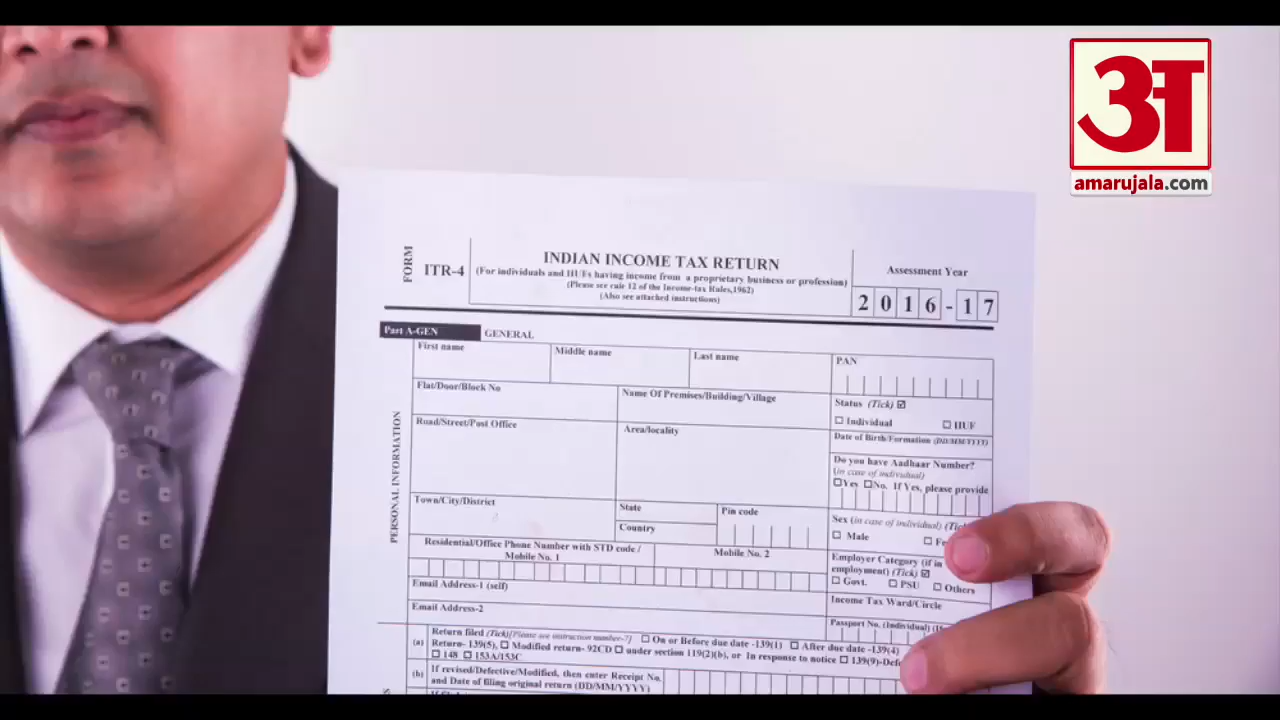 अ
amarujala.com
FORM
ITR-4
INDIAN INCOME TAX RETURN
(For individuals and HUFs having income from a proprietary business or profession)
(Please see rule 12 of the Income-tax Rules,1962)
(Also see attached instructions)
Assessment Year
2016-17
Part A-GEN GENERAL
PERSONAL INFORMATION
First name Middle name Last name PAN
Flat/Door/Block No Name Of Premises/Building/Village
Status (Tick) ☑
☐ Individual ☐ HUF
Road/Street/Post Office Area/locality
Date of Birth/Formation (DD/MM/YYYY)
Do you have Aadhaar Number?
(in case of individual)
☐Yes ☐No. If Yes, please provide
Town/City/District State Pin code
Country
Sex (in case of individual) (Tic
☐ Male ☐ Fe
Residential/Office Phone Number with STD code /
Mobile No. 1
Mobile No. 2
Employer Category (if in
employment) (Tick) ☑
☐ Govt. ☐ PSU ☐ Others
Email Address-1 (self)
Income Tax Ward/Circle
Email Address-2
Passport No. (Individual)
(a) Return filed (Tick)[Please see instruction number-7] ☐ On or Before due date -139(1) ☐ After due date -139(4)
Return- 139(5), ☐ Modified return- 92CD ☐ under section 119(2)(b), or In response to notice ☐ 139(9)-Def
☐ 148 ☐ 153A/153C
(b) If revised/Defective/Modified, then enter Receipt No.
and Date of filing original return (DD/MM/YYYY)